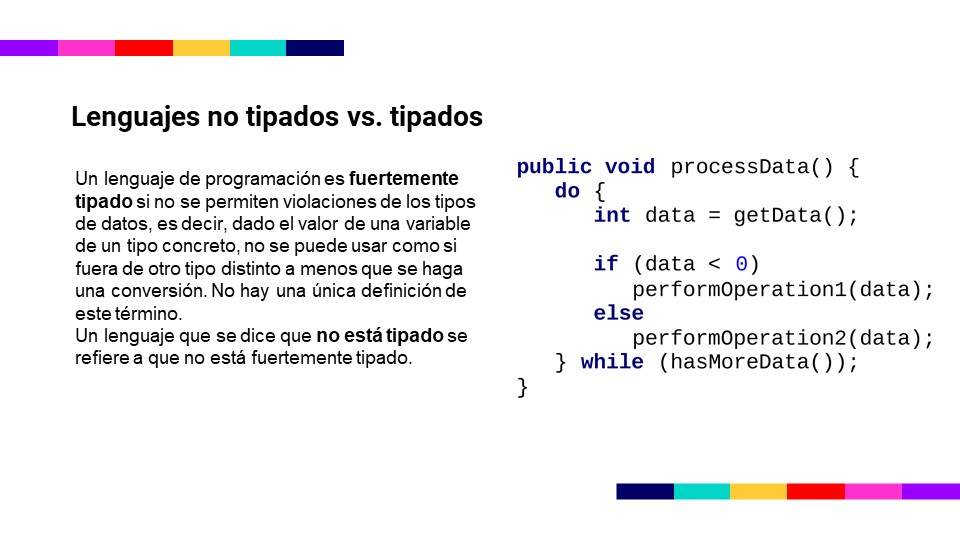 Lenguajes no tipados vs. tipados
Un lenguaje de programación es fuertemente
tipado si no se permiten violaciones de los tipos
de datos, es decir, dado el valor de una variable
de un tipo concreto, no se puede usar como si
fuera de otro tipo distinto a menos que se haga
una conversión. No hay una única definición de
este término.
Un lenguaje que se dice que no está tipado se
refiere a que no está fuertemente tipado.
public void processData() {
   do {
      int data = getData();

      if (data < 0)
         performOperation1(data);
      else
         performOperation2(data);
   } while (hasMoreData());
}